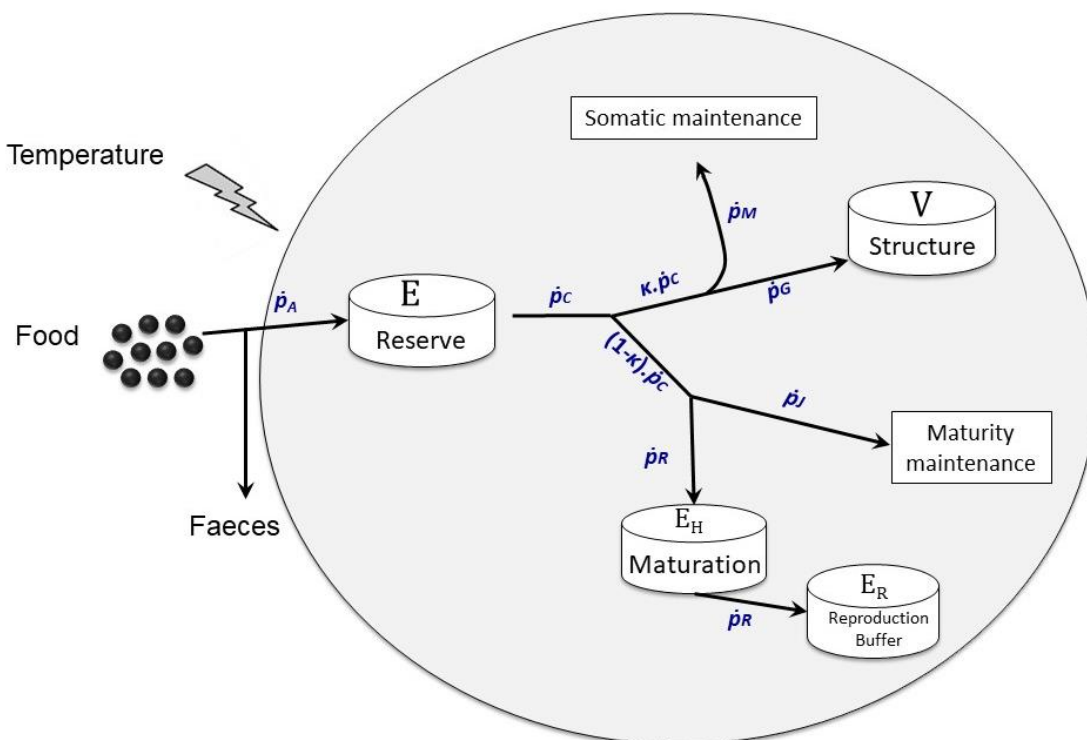 Somatic maintenance
Temperature
V
Structure
ṗM
κ.ṗC
ṗG
ṗA
E
Reserve
ṗC
Food
(1-κ).ṗC
ṗJ
Maturity
maintenance
ṗR
Faeces
EH
Maturation
ER
Reproduction
Buffer
ṗR